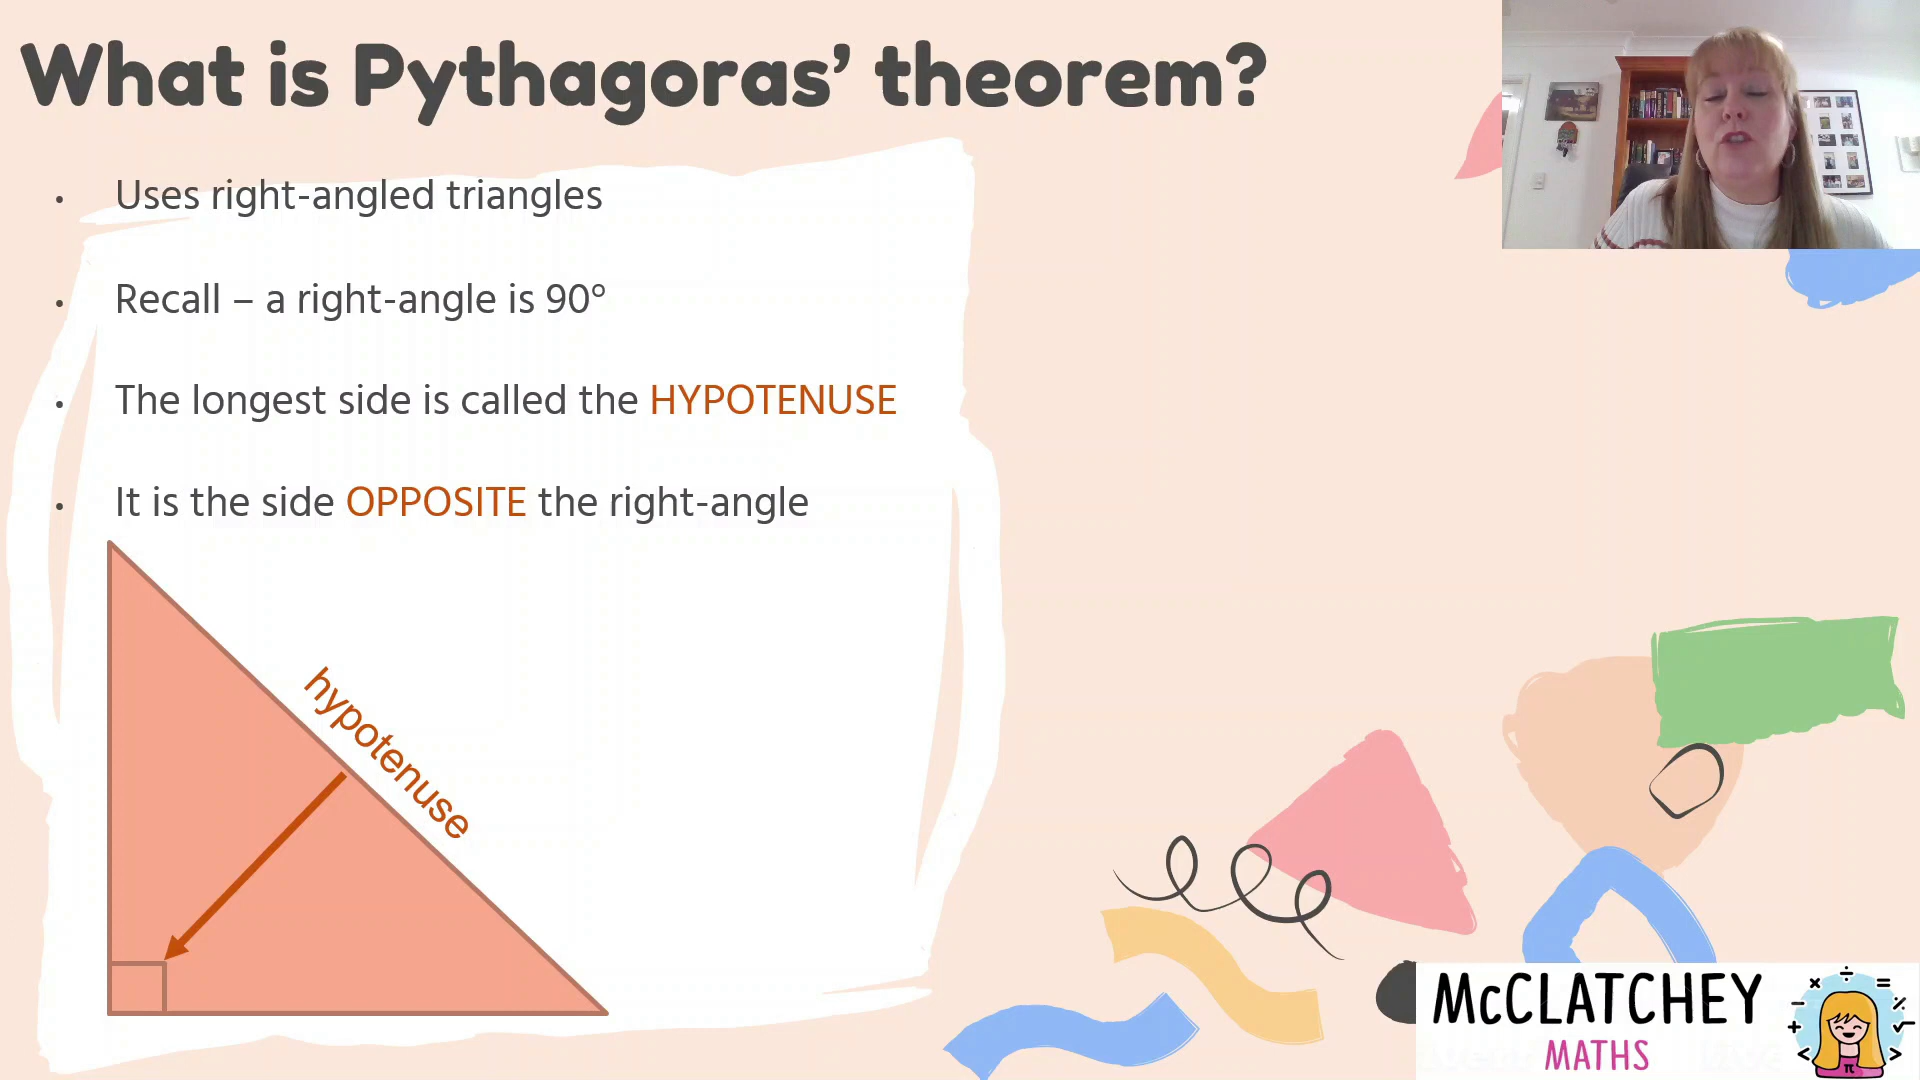 What is Pythagoras’ theorem?
• Uses right-angled triangles
• Recall – a right-angle is 90°
• The longest side is called the HYPOTENUSE
• It is the side OPPOSITE the right-angle
hypotenuse
McCLATCHEY
MATHS
π